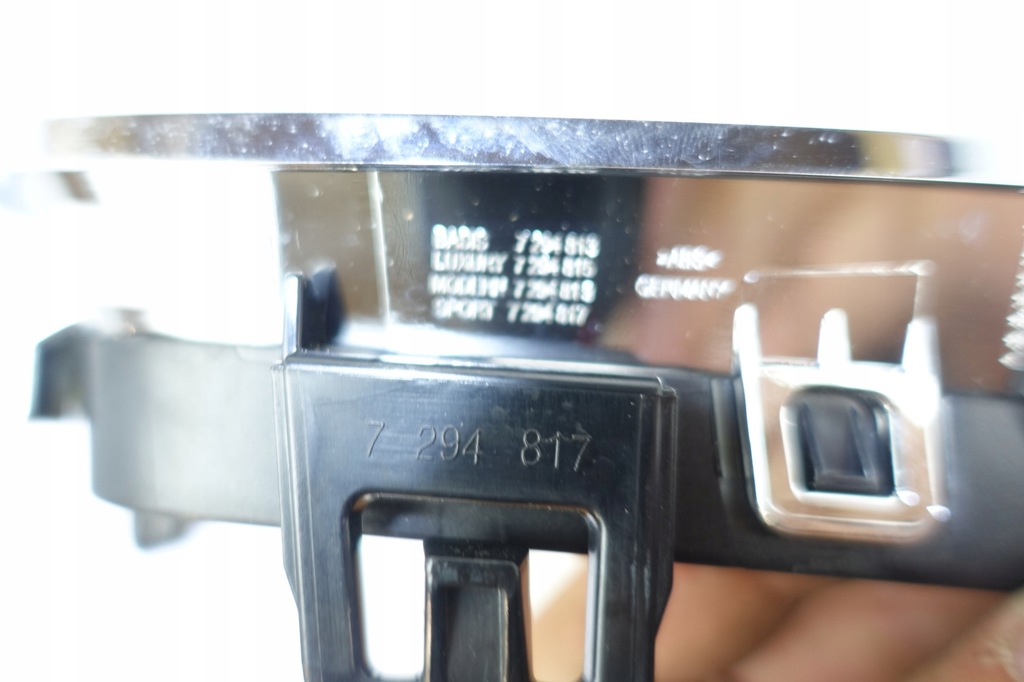 BASIS 7 294 813
LUXURY 7 294 815
MODERN 7 294 819
SPORT 7 294 817
>ABS<
GERMANY
7 294 817